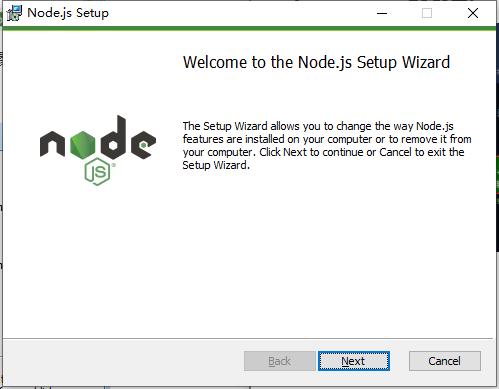 Node.js Setup
Welcome to the Node.js Setup Wizard
node
JS
The Setup Wizard allows you to change the way Node.js
features are installed on your computer or to remove it from
your computer. Click Next to continue or Cancel to exit the
Setup Wizard.
Back Next Cancel